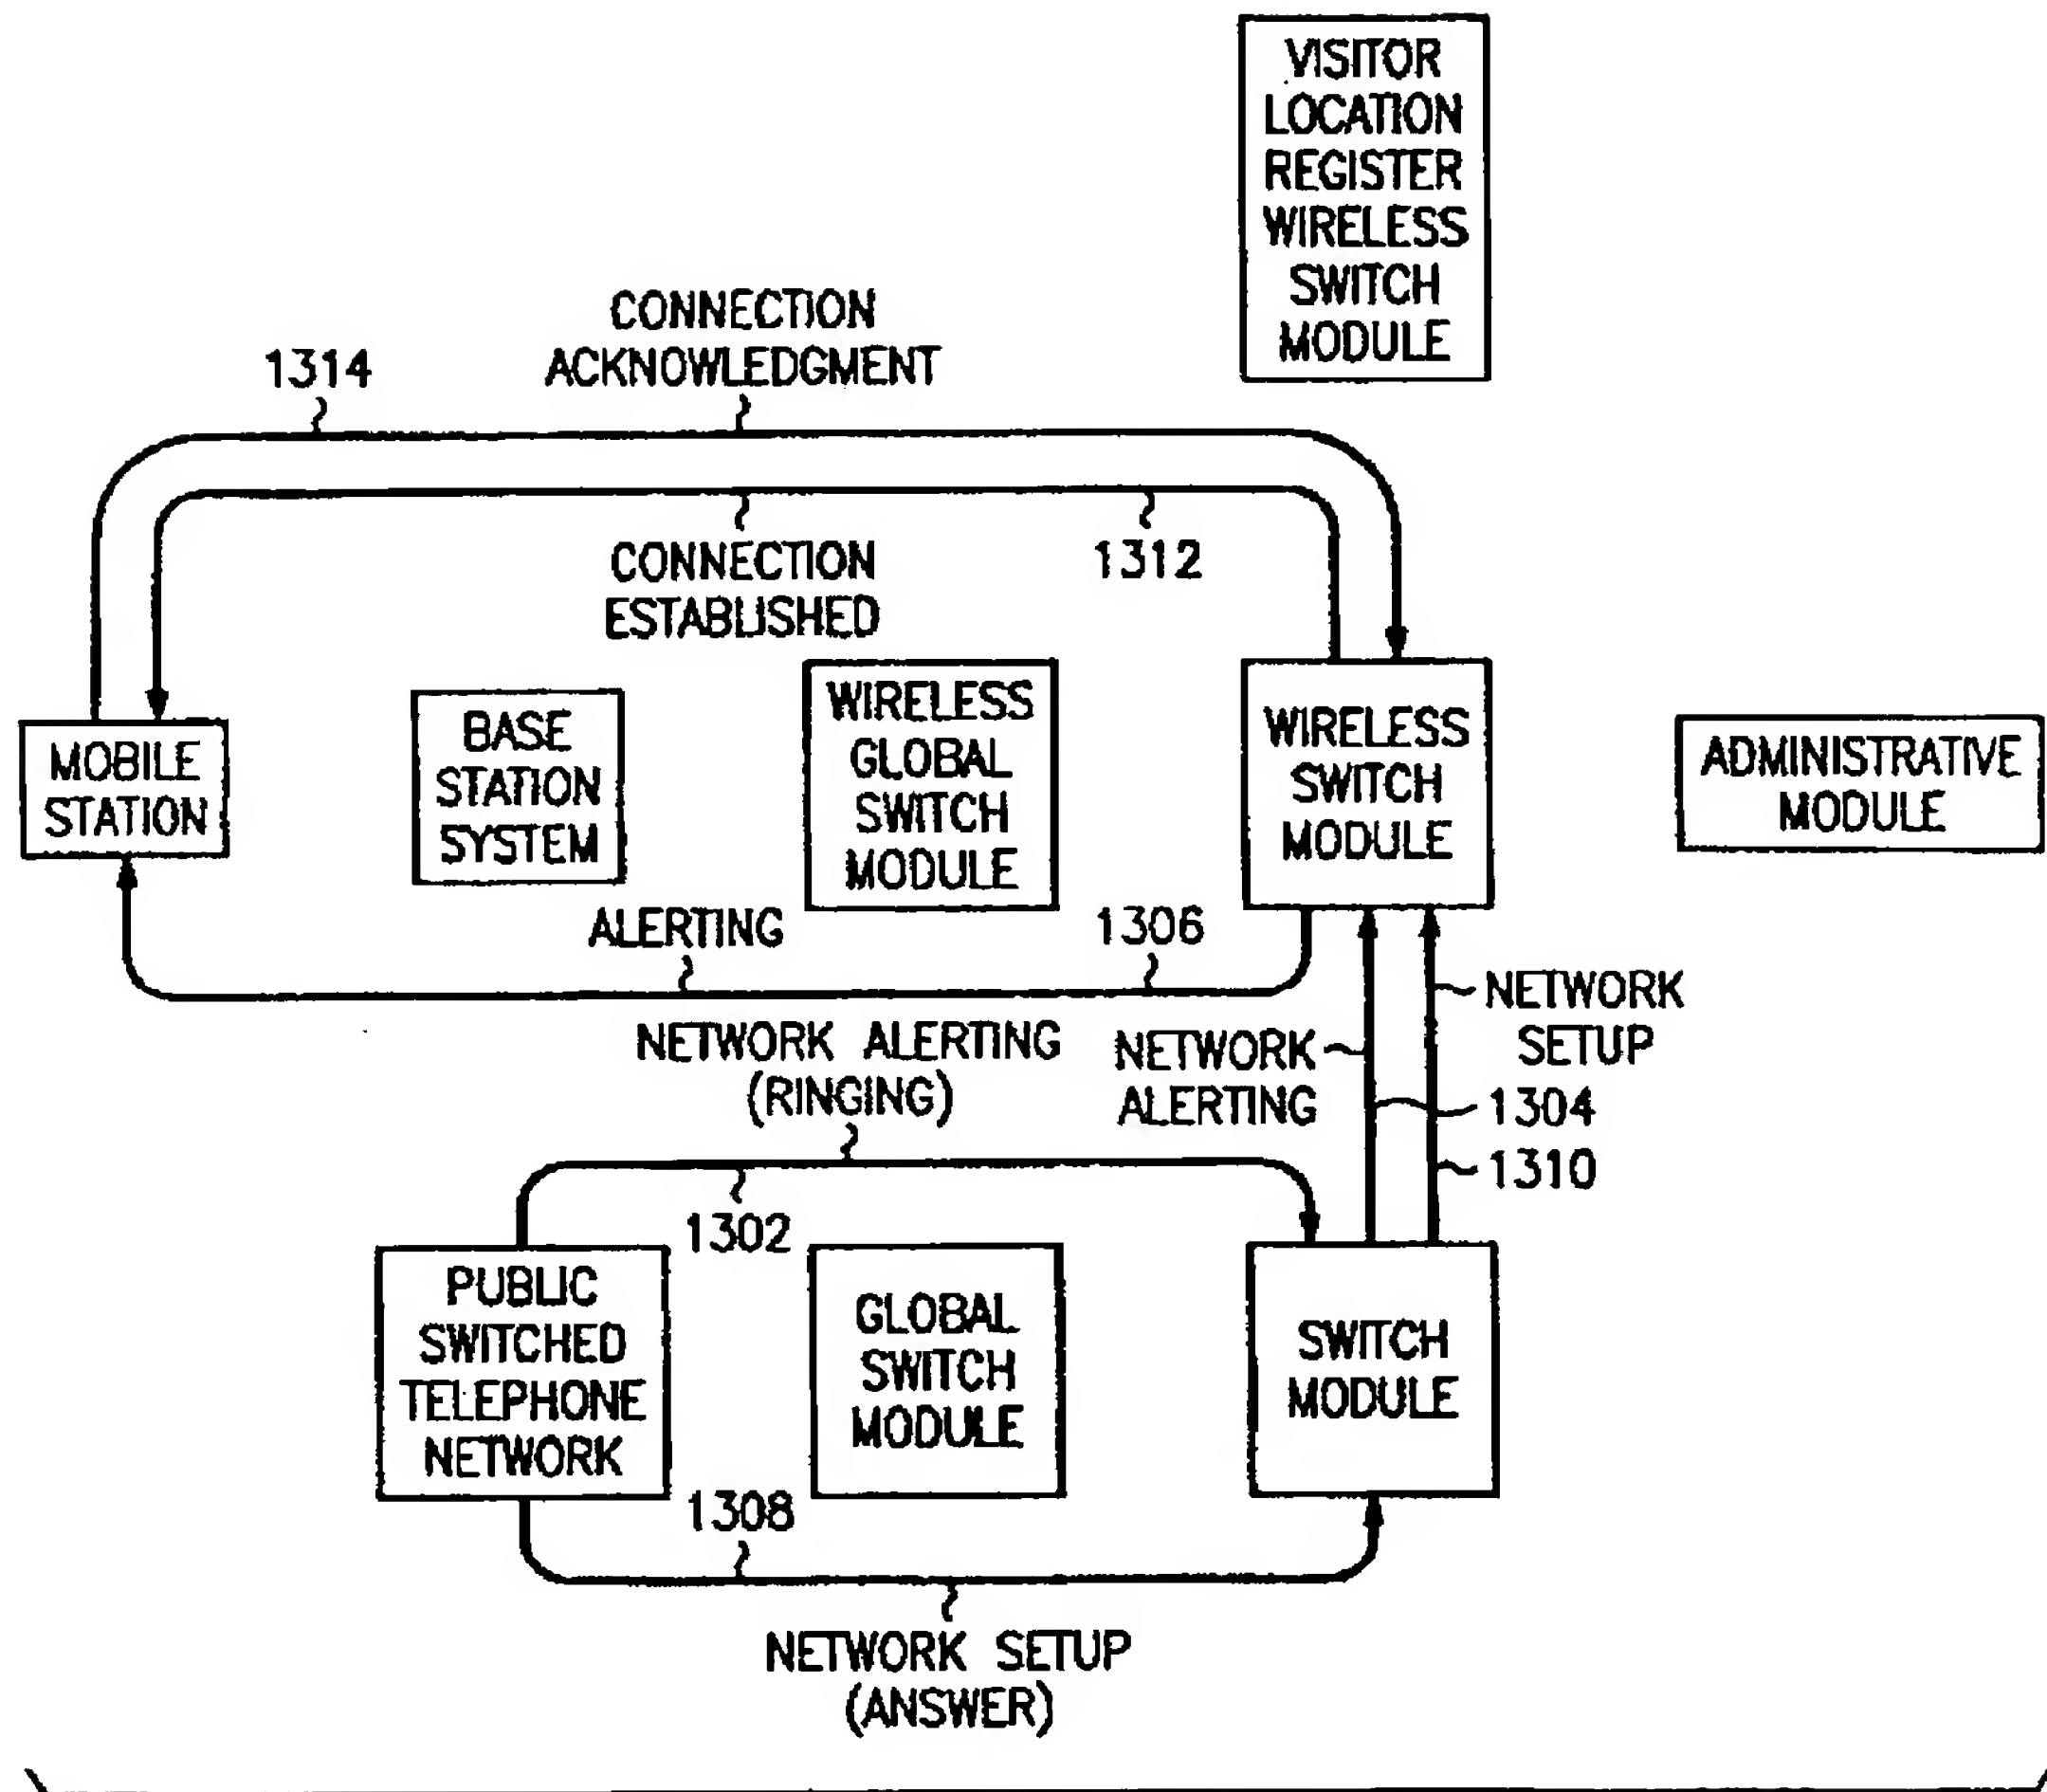 VISITOR
LOCATION
REGISTER
WIRELESS
SWITCH
MODULE
CONNECTION
ACKNOWLEDGMENT
1314
CONNECTION
ESTABLISHED
1312
MOBILE
STATION
BASE
STATION
SYSTEM
WIRELESS
GLOBAL
SWITCH
MODULE
WIRELESS
SWITCH
MODULE
ADMINISTRATIVE
MODULE
ALERTING
1306
NETWORK
SETUP
NETWORK ALERTING
(RINGING)
NETWORK
ALERTING
1304
1310
1302
PUBLIC
SWITCHED
TELEPHONE
NETWORK
GLOBAL
SWITCH
MODULE
SWITCH
MODULE
1308
NETWORK SETUP
(ANSWER)